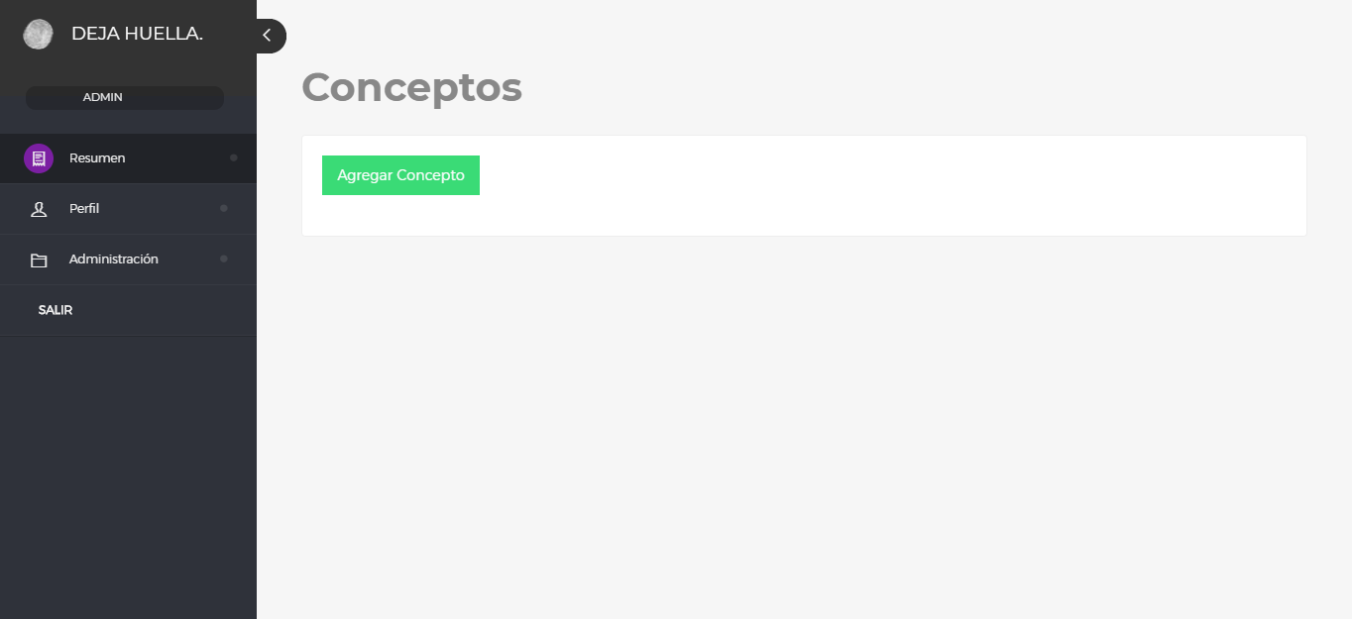 DEJA HUELLA.
ADMIN
Resumen
Perfil
Administración
SALIR
Conceptos
Agregar Concepto